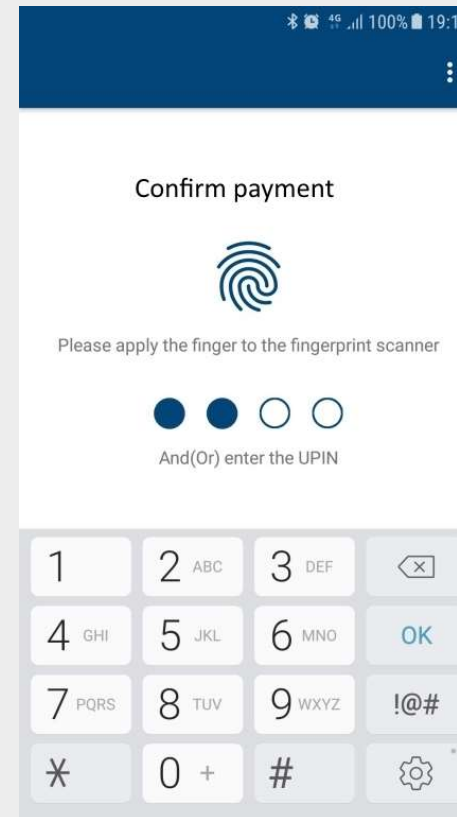 4G 100% 19:1
Confirm payment
Please apply the finger to the fingerprint scanner
And(Or) enter the UPIN
1 2 ABC 3 DEF
4 GHI 5 JKL 6 MNO OK
7 PQRS 8 TUV 9 WXYZ !@#
* 0 + #